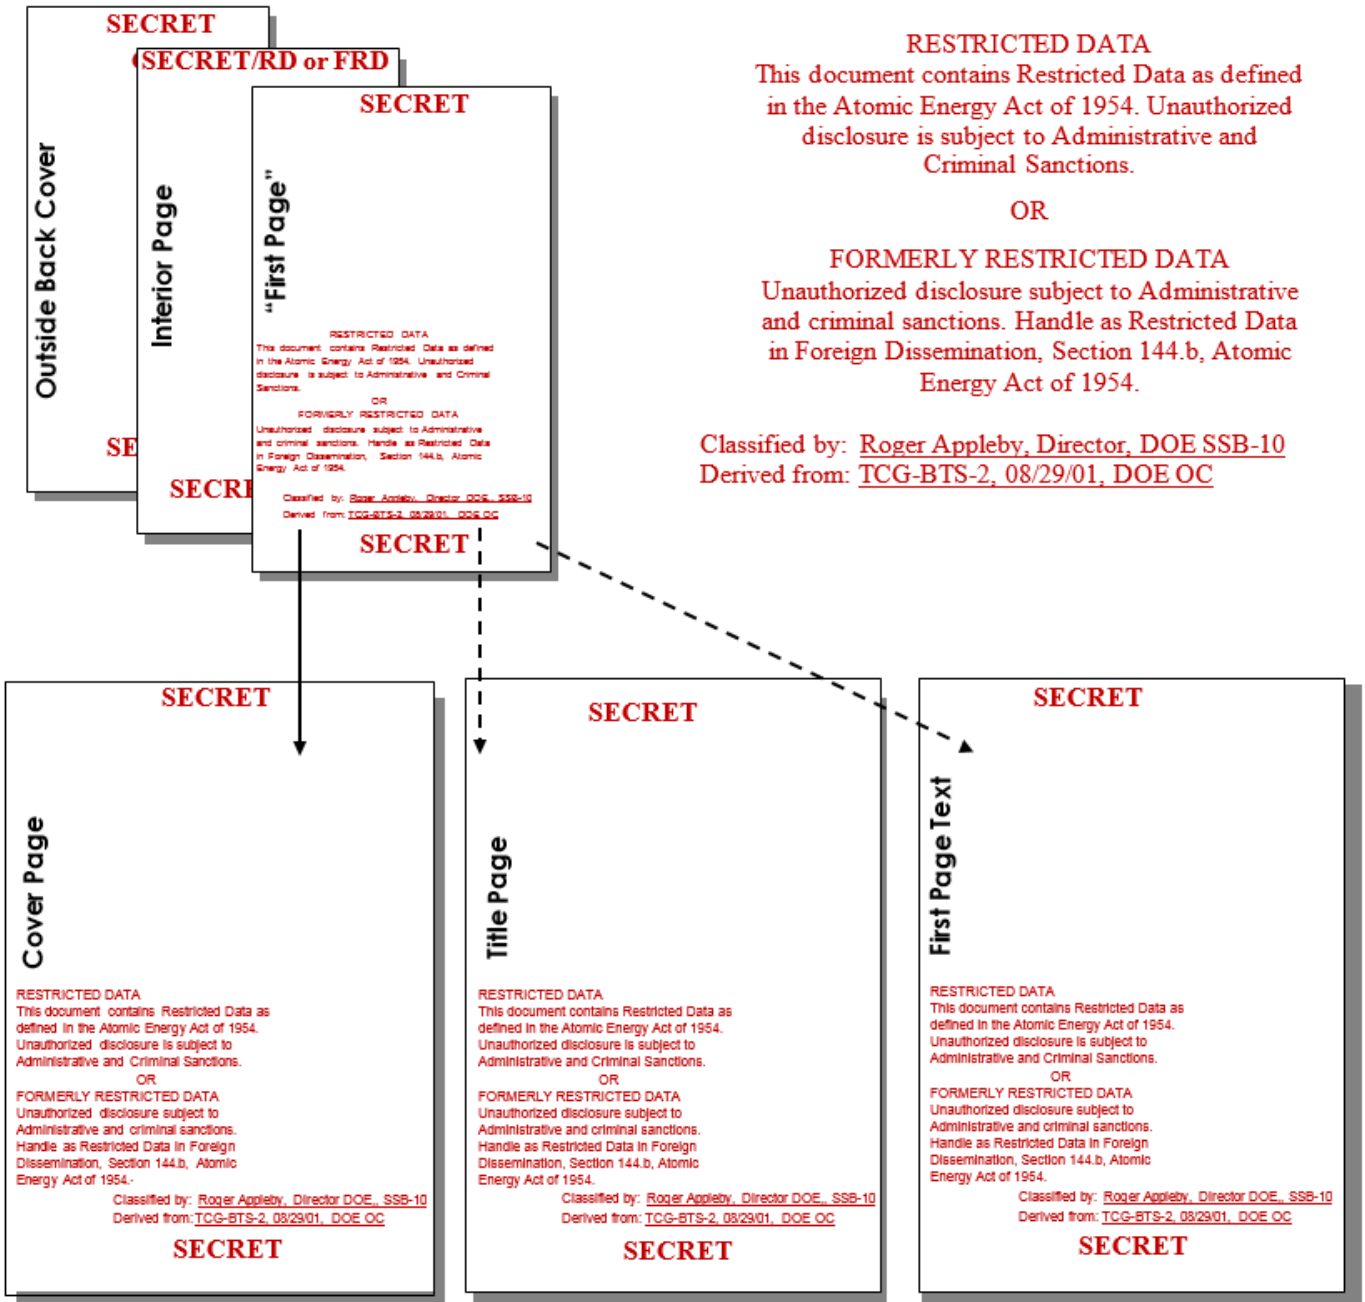 SECRET
Outside Back Cover
SE
SECRET/RD or FRD
Interior Page
SECRE
SECRET
“First Page”
RESTRICTED DATA
This document contains Restricted Data as defined
in the Atomic Energy Act of 1954. Unauthorized
disclosure is subject to Administrative and Criminal
Sanctions.
OR
FORMERLY RESTRICTED DATA
Unauthorized disclosure subject to Administrative
and criminal sanctions. Handle as Restricted Data
in Foreign Dissemination, Section 144.b, Atomic
Energy Act of 1954.
Classified by: Roger Appleby, Director DOE., SSB-10
Derived from: TCG-BTS-2, 08/29/01, DOE OC
SECRET
RESTRICTED DATA
This document contains Restricted Data as defined
in the Atomic Energy Act of 1954. Unauthorized
disclosure is subject to Administrative and
Criminal Sanctions.
OR
FORMERLY RESTRICTED DATA
Unauthorized disclosure subject to Administrative
and criminal sanctions. Handle as Restricted Data
in Foreign Dissemination, Section 144.b, Atomic
Energy Act of 1954.
Classified by: Roger Appleby, Director, DOE SSB-10
Derived from: TCG-BTS-2, 08/29/01, DOE OC
SECRET
Cover Page
RESTRICTED DATA
This document contains Restricted Data as
defined in the Atomic Energy Act of 1954.
Unauthorized disclosure is subject to
Administrative and Criminal Sanctions.
OR
FORMERLY RESTRICTED DATA
Unauthorized disclosure subject to
Administrative and criminal sanctions.
Handle as Restricted Data in Foreign
Dissemination, Section 144.b, Atomic
Energy Act of 1954.-
Classified by: Roger Appleby, Director DOE,, SSB-10
Derived from: TCG-BTS-2, 08/29/01, DOE OC
SECRET
SECRET
Title Page
RESTRICTED DATA
This document contains Restricted Data as
defined in the Atomic Energy Act of 1954.
Unauthorized disclosure is subject to
Administrative and Criminal Sanctions.
OR
FORMERLY RESTRICTED DATA
Unauthorized disclosure subject to
Administrative and criminal sanctions.
Handle as Restricted Data in Foreign
Dissemination, Section 144.b, Atomic
Energy Act of 1954.
Classified by: Roger Appleby, Director DOE,, SSB-10
Derived from: TCG-BTS-2, 08/29/01, DOE OC
SECRET
SECRET
First Page Text
RESTRICTED DATA
This document contains Restricted Data as
defined in the Atomic Energy Act of 1954.
Unauthorized disclosure is subject to
Administrative and Criminal Sanctions.
OR
FORMERLY RESTRICTED DATA
Unauthorized disclosure subject to
Administrative and criminal sanctions.
Handle as Restricted Data in Foreign
Dissemination, Section 144.b, Atomic
Energy Act of 1954.
Classified by: Roger Appleby, Director DOE,, SSB-10
Derived from: TCG-BTS-2, 08/29/01, DOE OC
SECRET